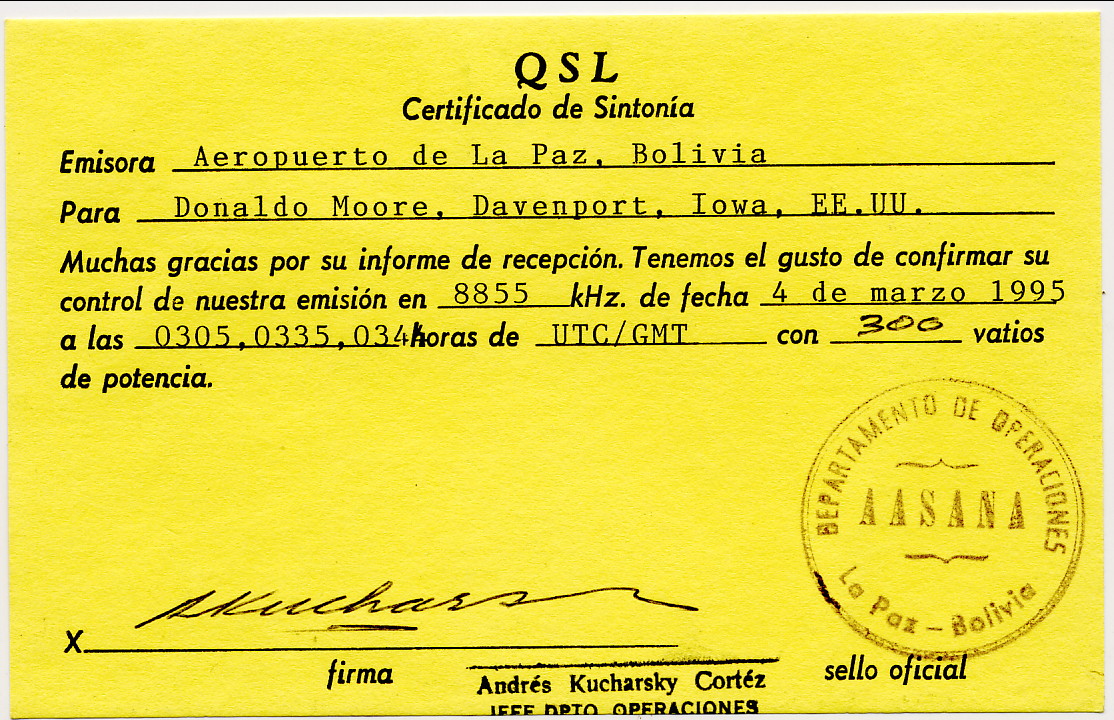 QSL
Certificado de Sintonía
Emisora Aeropuerto de La Paz, Bolivia
Para Donaldo Moore, Davenport, Iowa, EE.UU.
Muchas gracias por su informe de recepción. Tenemos el gusto de confirmar su
control de nuestra emisión en 8855 kHz. de fecha 4 de marzo 1995
a las 0305,0335,034 horas de UTC/GMT con 300 vatios
de potencia.
DEPARTAMENTO DE OPERACIONES
AASANA
La Paz - Bolivia
X
firma
sello oficial
Andrés Kucharsky Cortéz
JEFE DPTO. OPERACIONES